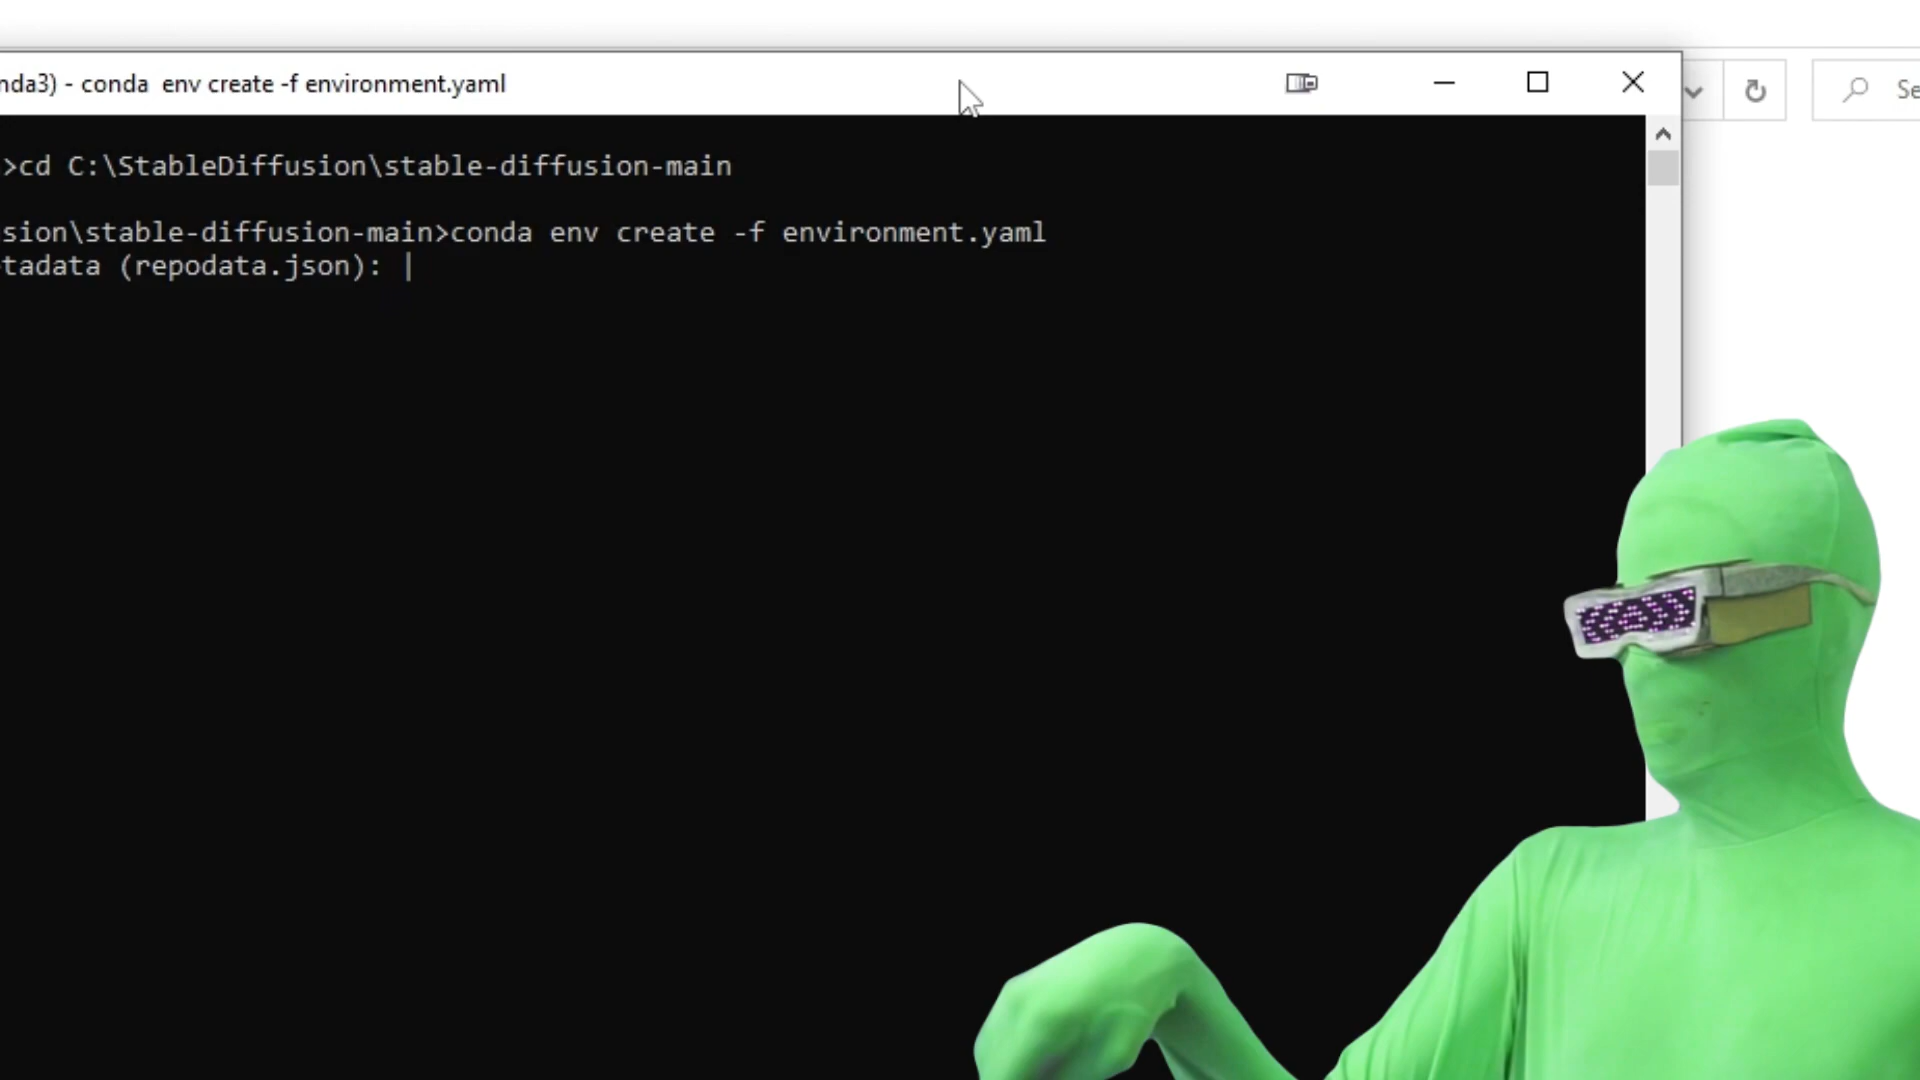 nda3) - conda  env create -f environment.yaml
Se
>cd C:\StableDiffusion\stable-diffusion-main
sion\stable-diffusion-main>conda env create -f environment.yaml
tadata (repodata.json): |